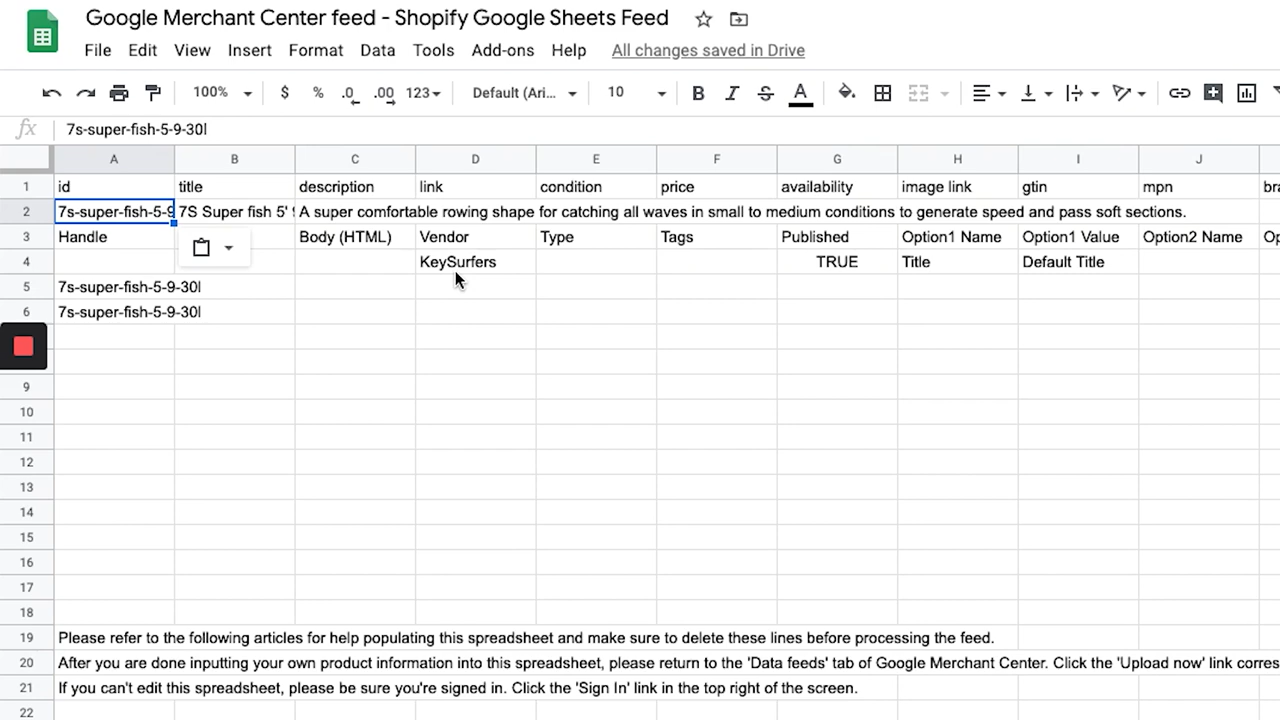 Google Merchant Center feed - Shopify Google Sheets Feed
File Edit View Insert Format Data Tools Add-ons Help All changes saved in Drive
100% $ % .0 .00 123 Default (Ari... 10 B I S A
fx 7s-super-fish-5-9-30l
A B C D E F G H I J
1 id title description link condition price availability image link gtin mpn bra
2 7s-super-fish-5-9 7S Super fish 5' A super comfortable rowing shape for catching all waves in small to medium conditions to generate speed and pass soft sections.
3 Handle Body (HTML) Vendor Type Tags Published Option1 Name Option1 Value Option2 Name Op
4 KeySurfers TRUE Title Default Title
5 7s-super-fish-5-9-30l
6 7s-super-fish-5-9-30l
9
10
11
12
13
14
15
16
17
18
19 Please refer to the following articles for help populating this spreadsheet and make sure to delete these lines before processing the feed.
20 After you are done inputting your own product information into this spreadsheet, please return to the 'Data feeds' tab of Google Merchant Center. Click the 'Upload now' link corres
21 If you can't edit this spreadsheet, please be sure you're signed in. Click the 'Sign In' link in the top right of the screen.
22